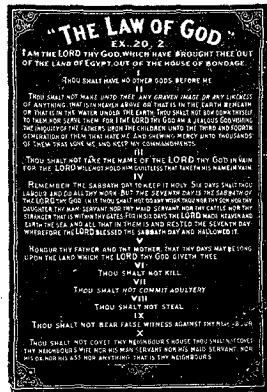 "THE LAW OF GOD."
EX. 20, 2.
I AM THE LORD THY GOD, WHICH HAVE BROUGHT THEE OUT
OF THE LAND OF EGYPT, OUT OF THE HOUSE OF BONDAGE.
I
THOU SHALT HAVE NO OTHER GODS BEFORE ME
II
THOU SHALT NOT MAKE UNTO THEE ANY GRAVEN IMAGE OR ANY LIKENESS
OF ANYTHING THAT IS IN HEAVEN ABOVE OR THAT IS IN THE EARTH BENEATH
OR THAT IS IN THE WATER UNDER THE EARTH. THOU SHALT NOT BOW DOWN THYSELF
TO THEM NOR SERVE THEM FOR I THE LORD THY GOD AM A JEALOUS GOD VISITING
THE INIQUITY OF THE FATHERS UPON THE CHILDREN UNTO THE THIRD AND FOURTH
GENERATION OF THEM THAT HATE ME AND SHEWING MERCY UNTO THOUSANDS
OF THEM THAT LOVE ME, AND KEEP MY COMMANDMENTS.
III
THOU SHALT NOT TAKE THE NAME OF THE LORD THY GOD IN VAIN
FOR THE LORD WILL NOT HOLD HIM GUILTLESS THAT TAKETH HIS NAME IN VAIN.
IV
REMEMBER THE SABBATH DAY TO KEEP IT HOLY SIX DAYS SHALT THOU
LABOUR AND DO ALL THY WORK. BUT THE SEVENTH DAY IS THE SABBATH OF
THE LORD THY GOD IN IT THOU SHALT NOT DO ANY WORK THOU NOR THY SON NOR THY
DAUGHTER THY MAN-SERVANT NOR THY MAID SERVANT NOR THY CATTLE NOR THY
STRANGER THAT IS WITHIN THY GATES. FOR IN SIX DAYS THE LORD MADE HEAVEN AND
EARTH THE SEA AND ALL THAT IN THEM IS AND RESTED THE SEVENTH DAY
WHEREFORE THE LORD BLESSED THE SABBATH DAY AND HALLOWED IT
V
HONOUR THY FATHER AND THY MOTHER, THAT THY DAYS MAY BE LONG
UPON THE LAND WHICH THE LORD THY GOD GIVETH THEE
VI
THOU SHALT NOT KILL.
VII
THOU SHALT NOT COMMIT ADULTERY
VIII
THOU SHALT NOT STEAL
IX
THOU SHALT NOT BEAR FALSE WITNESS AGAINST THY NEIGHBOUR
X
THOU SHALT NOT COVET THY NEIGHBOUR'S HOUSE THOU SHALT NOT COVET
THY NEIGHBOUR'S WIFE NOR HIS MAN SERVANT NOR HIS MAID SERVANT, NOR
HIS OX NOR HIS ASS NOR ANYTHING THAT IS THY NEIGHBOURS